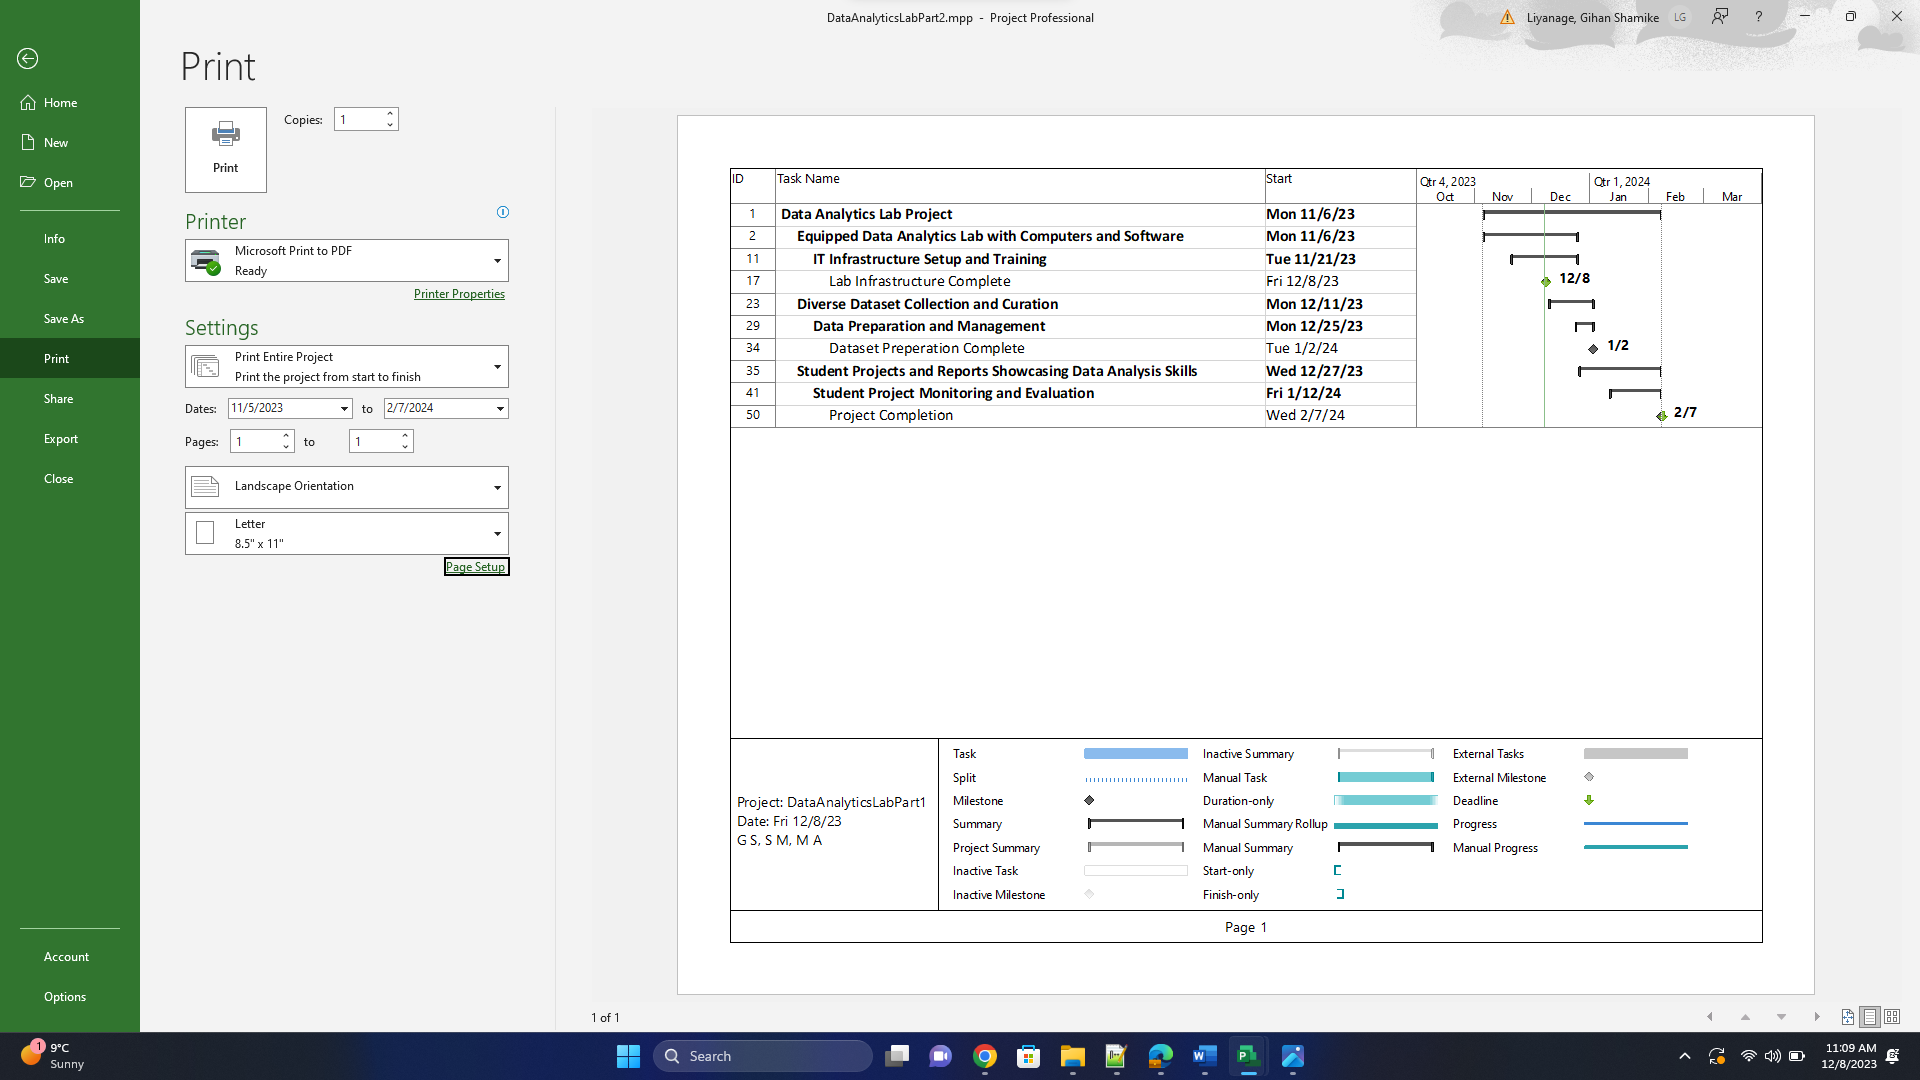 DataAnalyticsLabPart2.mpp - Project Professional
Liyanage, Gihan Shamike LG ?
Print
Home
New
Open
Info
Save
Save As
Print
Share
Export
Close
Account
Options
Print
Copies: 1
Printer
Microsoft Print to PDF
Ready
Printer Properties
Settings
Print Entire Project
Print the project from start to finish
Dates: 11/5/2023 to 2/7/2024
Pages: 1 to 1
Landscape Orientation
Letter
8.5" x 11"
Page Setup
ID Task Name Start Qtr 4, 2023 Qtr 1, 2024
Oct Nov Dec Jan Feb Mar
1 Data Analytics Lab Project Mon 11/6/23
2 Equipped Data Analytics Lab with Computers and Software Mon 11/6/23
11 IT Infrastructure Setup and Training Tue 11/21/23
17 Lab Infrastructure Complete Fri 12/8/23 12/8
23 Diverse Dataset Collection and Curation Mon 12/11/23
29 Data Preparation and Management Mon 12/25/23
34 Dataset Preperation Complete Tue 1/2/24 1/2
35 Student Projects and Reports Showcasing Data Analysis Skills Wed 12/27/23
41 Student Project Monitoring and Evaluation Fri 1/12/24
50 Project Completion Wed 2/7/24 2/7
Project: DataAnalyticsLabPart1
Date: Fri 12/8/23
G S, S M, M A
Task
Split
Milestone
Summary
Project Summary
Inactive Task
Inactive Milestone
Inactive Summary
Manual Task
Duration-only
Manual Summary Rollup
Manual Summary
Start-only
Finish-only
External Tasks
External Milestone
Deadline
Progress
Manual Progress
Page 1
1 of 1
1
9°C
Sunny
Search
11:09 AM
12/8/2023